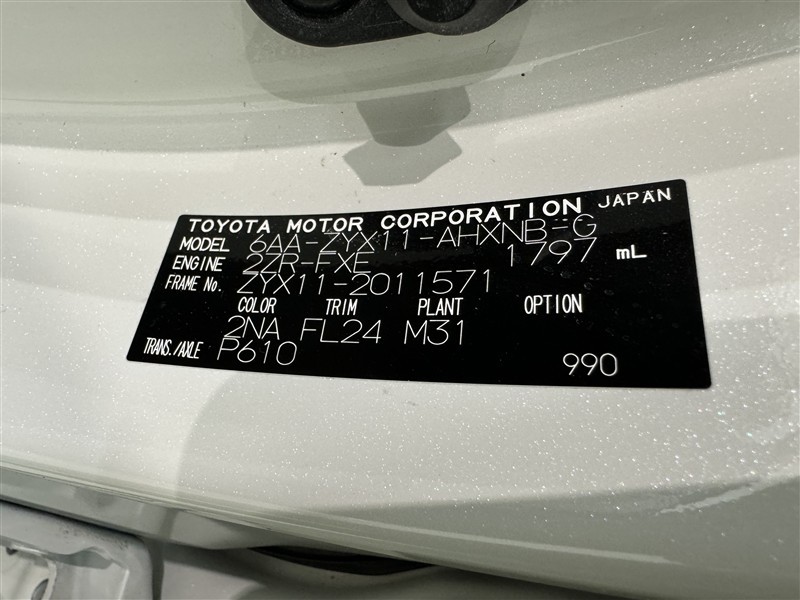 TOYOTA MOTOR CORPORATION JAPAN
MODEL 6AA-ZYX11-AHXNB-G
ENGINE 2ZR-FXE 1797 mL
FRAME No. ZYX11-2011571
COLOR TRIM PLANT OPTION
2NA FL24 M31
TRANS./AXLE P610 990